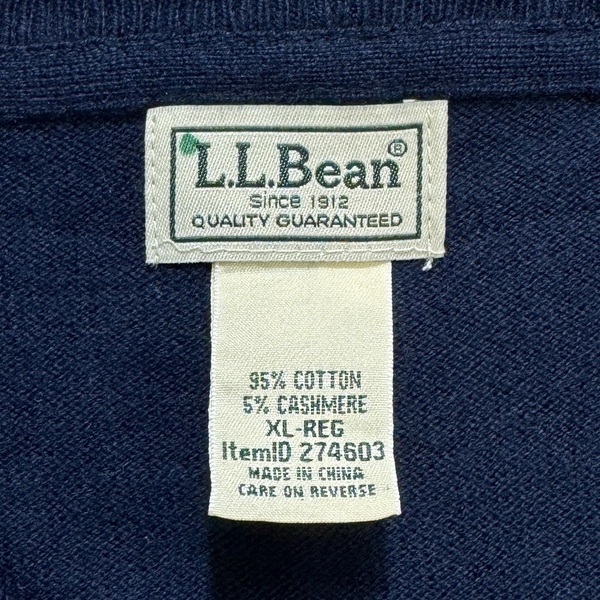 L.L.Bean®
Since 1912
QUALITY GUARANTEED
95% COTTON
5% CASHMERE
XL-REG
ItemID 274603
MADE IN CHINA
CARE ON REVERSE